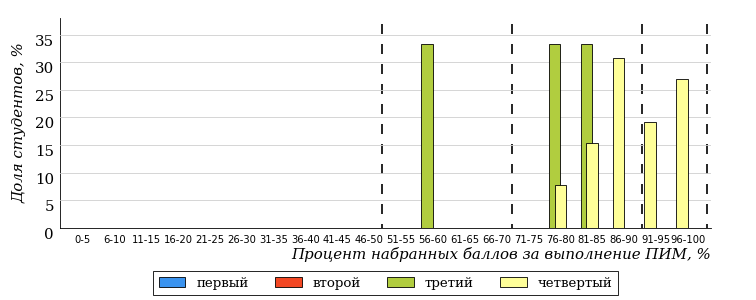 Доля студентов, %
35
30
25
20
15
10
5
0
0-5 6-10 11-15 16-20 21-25 26-30 31-35 36-40 41-45 46-50 51-55 56-60 61-65 66-70 71-75 76-80 81-85 86-90 91-95 96-100
Процент набранных баллов за выполнение ПИМ, %
первый второй третий четвертый